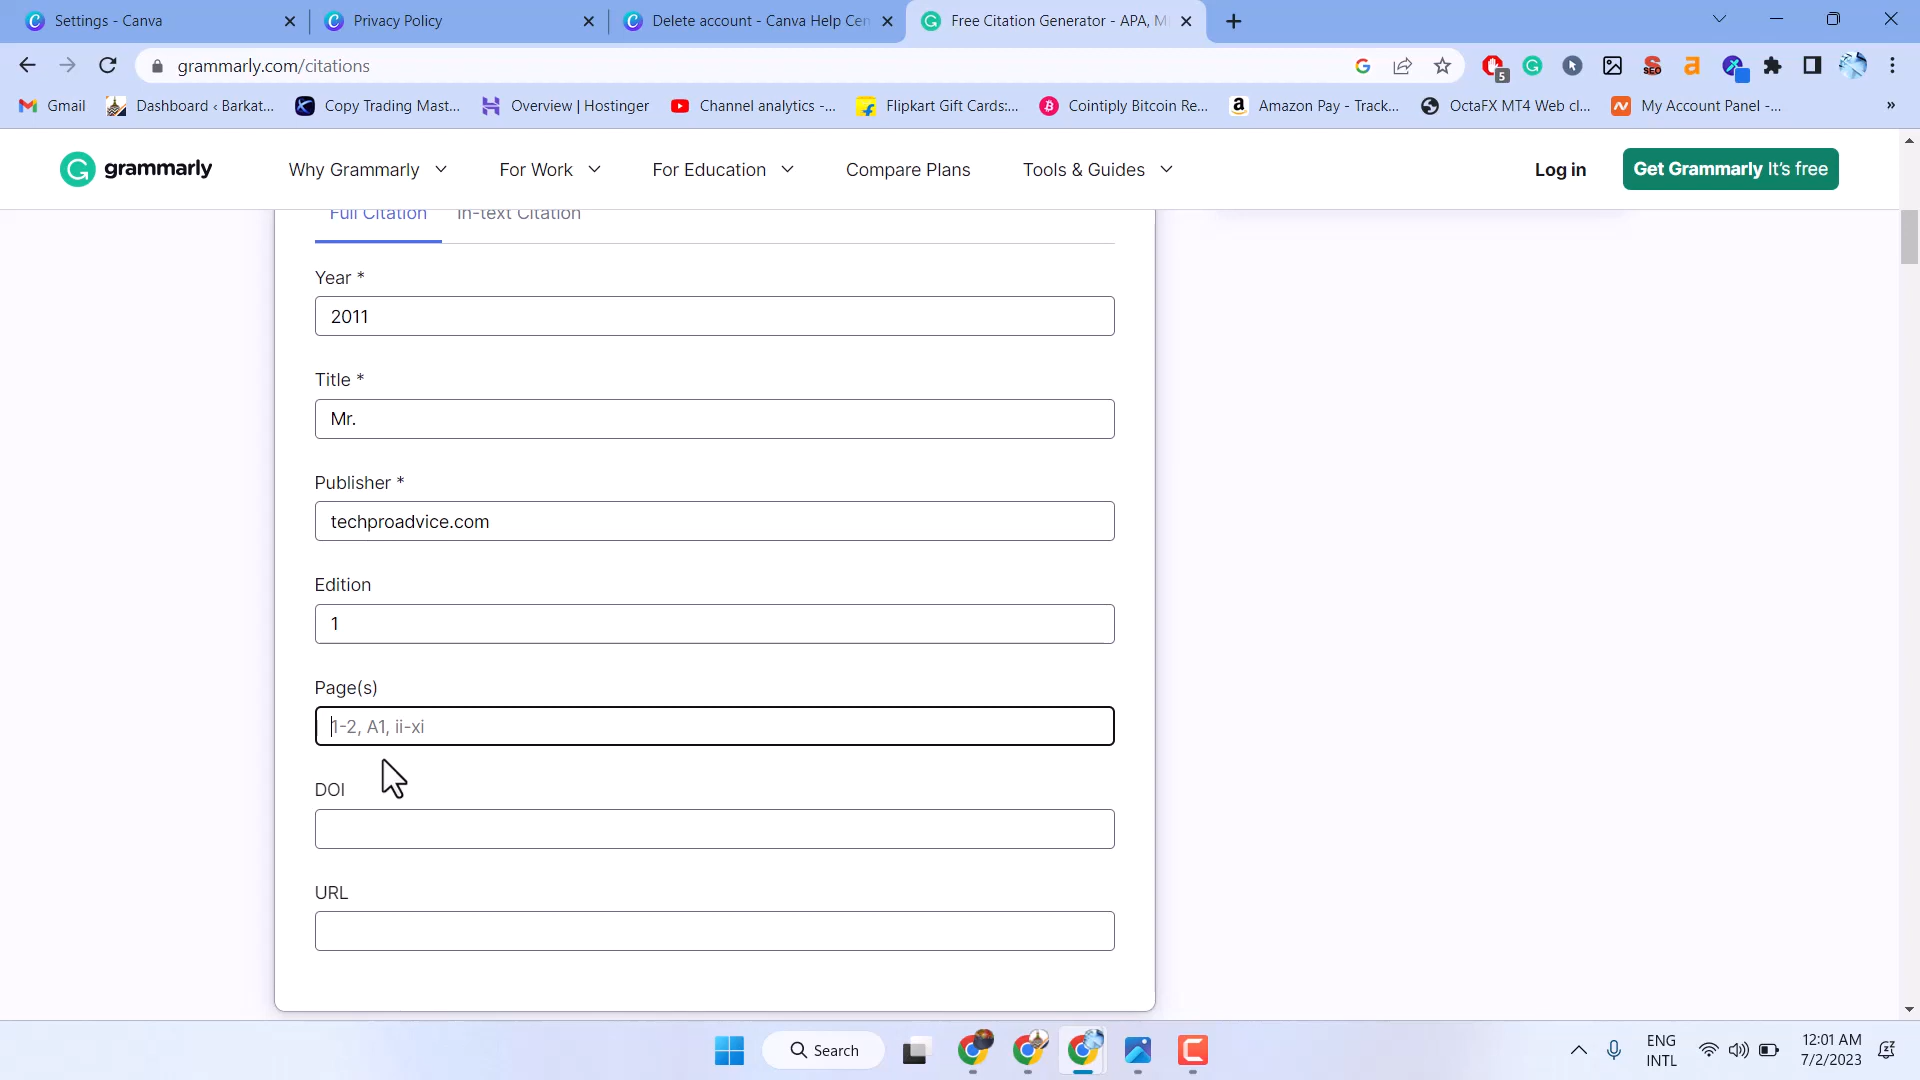 Settings - Canva
Privacy Policy
Delete account - Canva Help Cen
Free Citation Generator - APA, M
grammarly.com/citations
5
SEO
Gmail
Dashboard ‹ Barkat...
Copy Trading Mast...
Overview | Hostinger
Channel analytics -...
Flipkart Gift Cards:...
Cointiply Bitcoin Re...
Amazon Pay - Track...
OctaFX MT4 Web cl...
My Account Panel -...
»
grammarly
Why Grammarly
For Work
For Education
Compare Plans
Tools & Guides
Log in
Get Grammarly It's free
Full Citation
In-text Citation
Year *
2011
Title *
Mr.
Publisher *
techproadvice.com
Edition
1
Page(s)
1-2, A1, ii-xi
DOI
URL
Search
ENG
INTL
12:01 AM
7/2/2023